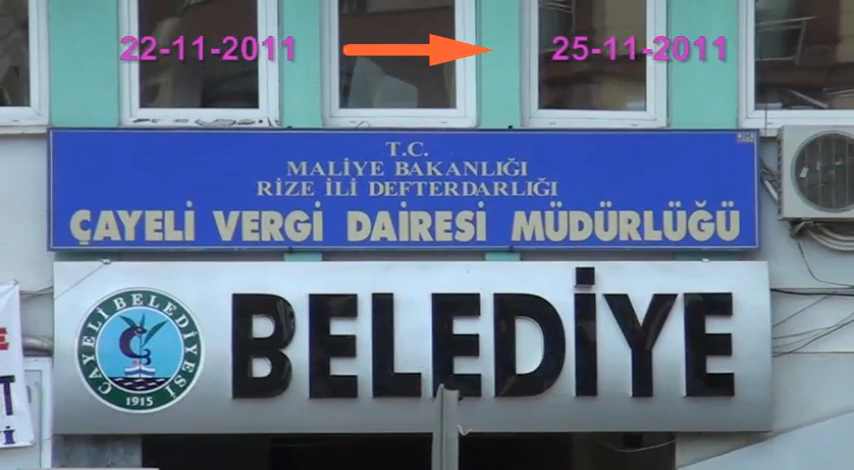 22-11-2011 25-11-2011
T.C.
MALİYE BAKANLIĞI
RİZE İLİ DEFTERDARLIĞI
ÇAYELİ VERGİ DAİRESİ MÜDÜRLÜĞÜ
BELEDİYE
ÇAYELİ BELEDİYESİ
1915